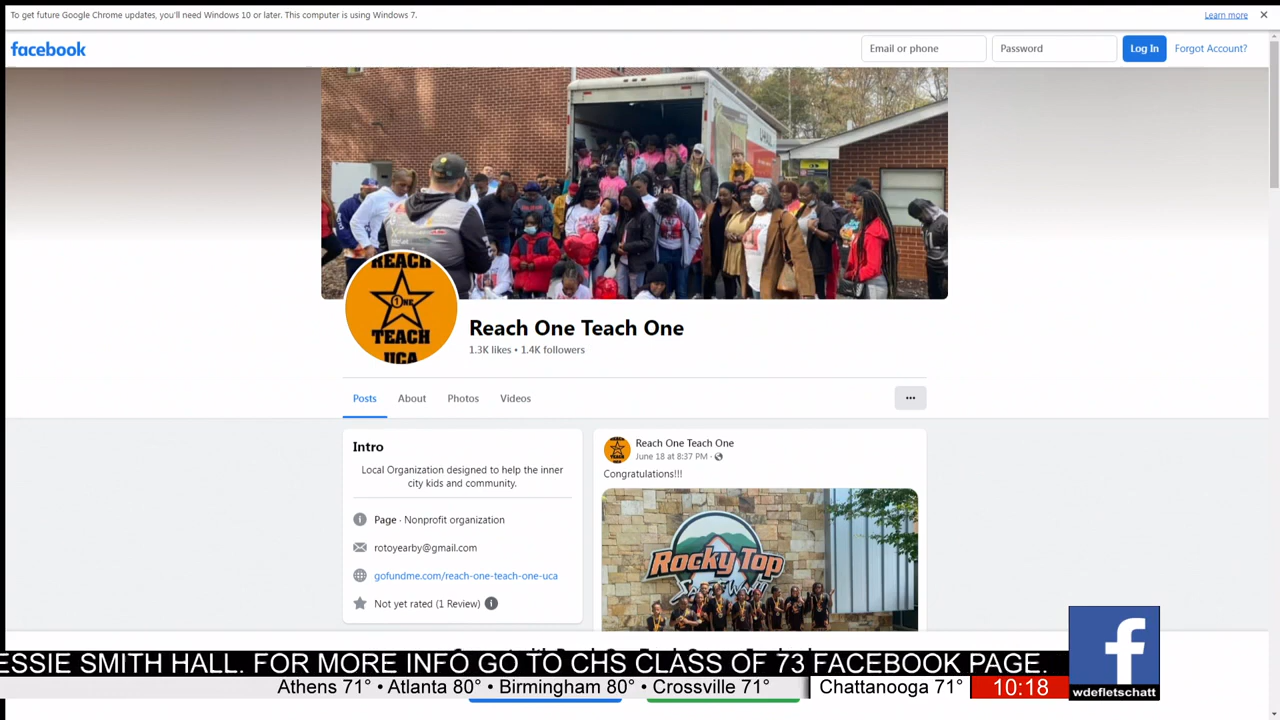 To get future Google Chrome updates, you'll need Windows 10 or later. This computer is using Windows 7.
Learn more
facebook
Email or phone
Password
Log In
Forgot Account?
REACH
1 ONE
TEACH
UCA
Reach One Teach One
1.3K likes • 1.4K followers
Posts
About
Photos
Videos
Intro
Local Organization designed to help the inner
city kids and community.
Page · Nonprofit organization
rotoyearby@gmail.com
gofundme.com/reach-one-teach-one-uca
Not yet rated (1 Review)
Reach One Teach One
June 18 at 8:37 PM ·
Congratulations!!!
Rocky Top
ESSIE SMITH HALL. FOR MORE INFO GO TO CHS CLASS OF 73 FACEBOOK PAGE.
Athens 71° • Atlanta 80° • Birmingham 80° • Crossville 71°
Chattanooga 71°
10:18
f
wdefletschatt